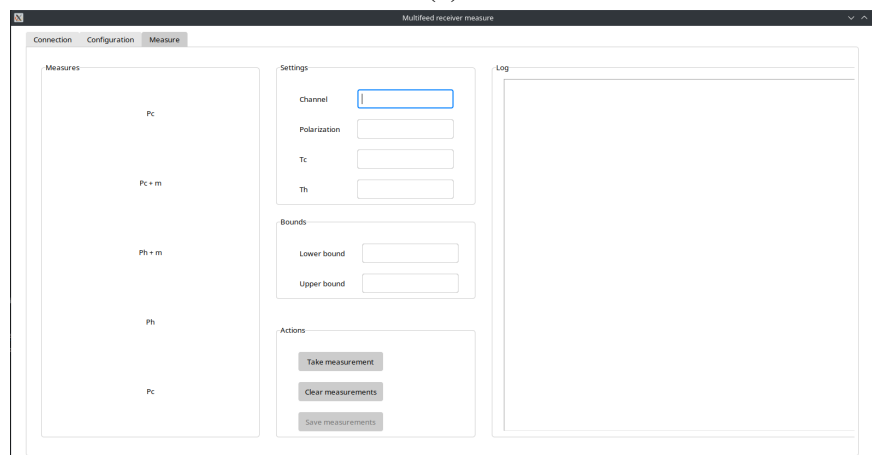 Multifeed receiver measure
Connection Configuration Measure
Measures
Pc
Pc + m
Ph + m
Ph
Pc
Settings
Channel
Polarization
Tc
Th
Bounds
Lower bound
Upper bound
Actions
Take measurement
Clear measurements
Save measurements
Log